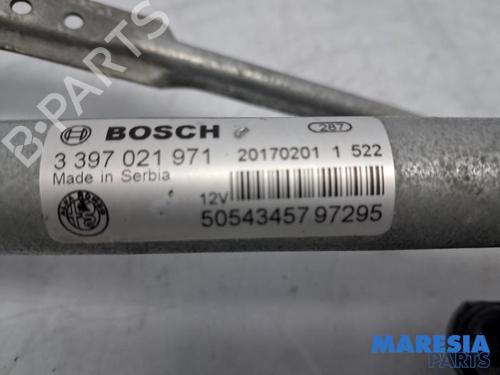 B-PARTS
BOSCH 287
3 397 021 971 20170201 1 522
Made in Serbia
12V
50543457 97295
MARESIA
PARTS